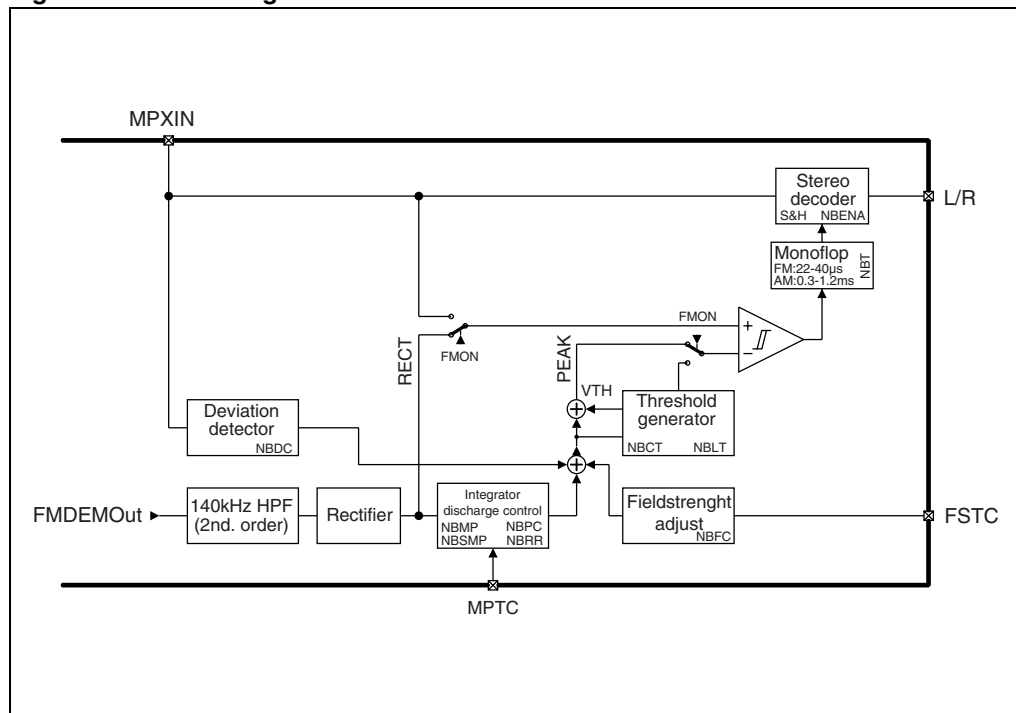 MPXIN
Stereo
decoder
S&H NBENA
L/R
Monoflop
FM:22-40µs
AM:0.3-1.2ms
NBT
FMON
+
−
RECT
FMON
PEAK
VTH
+
Threshold
generator
NBCT NBLT
Deviation
detector
NBDC
+
FMDEMOut
140kHz HPF
(2nd. order)
Rectifier
Integrator
discharge control
NBMP NBPC
NBSMP NBRR
Fieldstrenght
adjust
NBFC
FSTC
MPTC